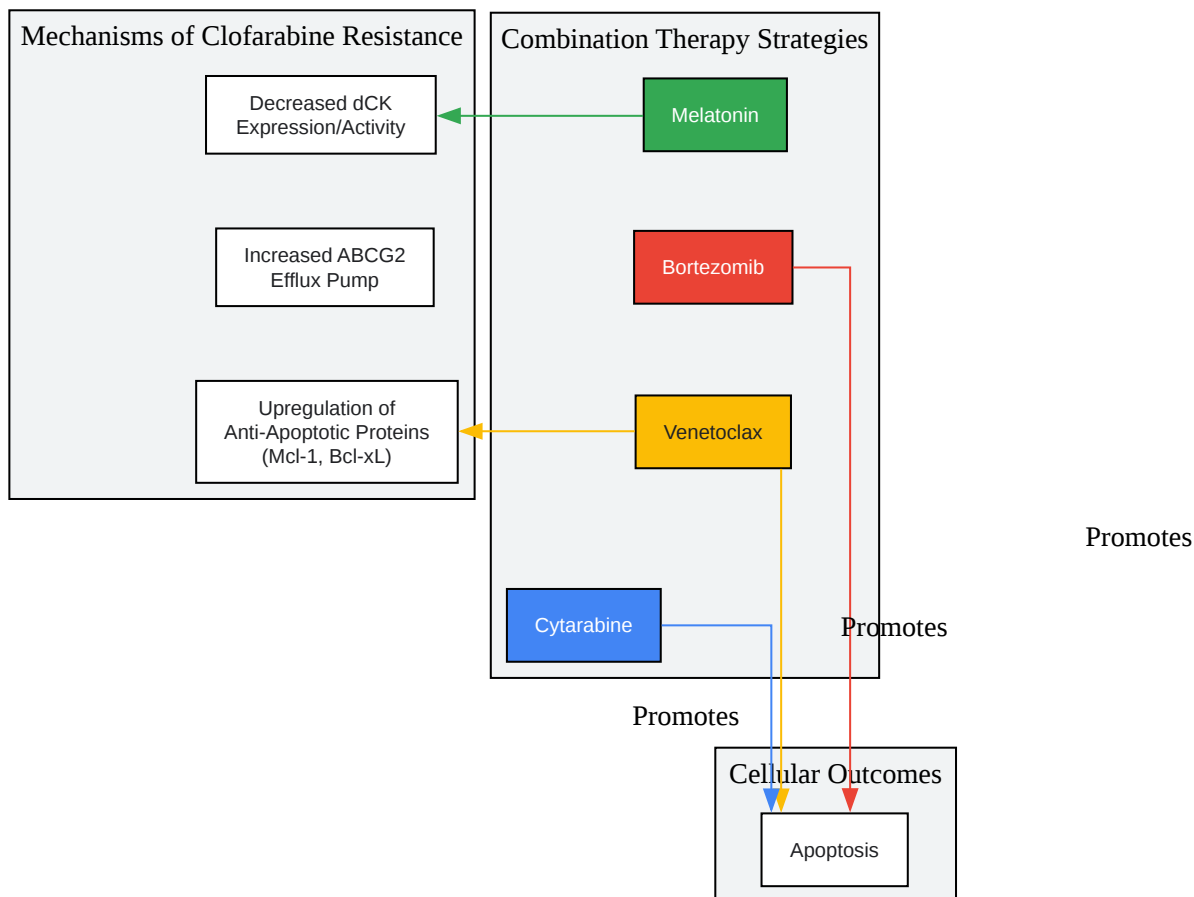 Mechanisms of Clofarabine Resistance
Decreased dCK
Expression/Activity
Increased ABCG2
Efflux Pump
Upregulation of
Anti-Apoptotic Proteins
(Mcl-1, Bcl-xL)
Combination Therapy Strategies
Melatonin
Bortezomib
Venetoclax
Cytarabine
Promotes
Promotes
Promotes
Cellular Outcomes
Apoptosis